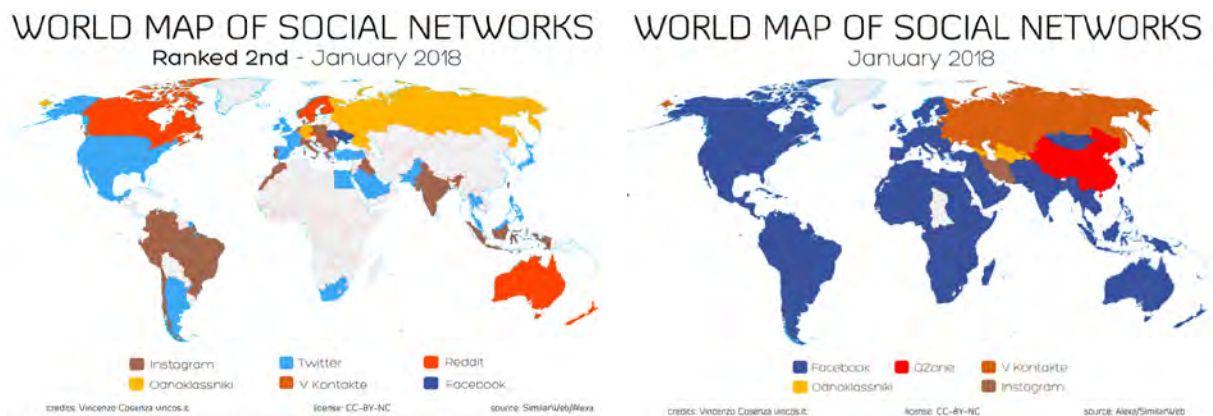 WORLD MAP OF SOCIAL NETWORKS
Ranked 2nd - January 2018
Instagram
Twitter
Reddit
Odnoklassniki
V Kontakte
Facebook
credits: Vincenzo Cosenza vincos.it
license: CC-BY-NC
source: SimilarWeb/Alexa
WORLD MAP OF SOCIAL NETWORKS
January 2018
Facebook
QZone
V Kontakte
Odnoklassniki
Instagram
credits: Vincenzo Cosenza vincos.it
license: CC-BY-NC
source: Alexa/SimilarWeb